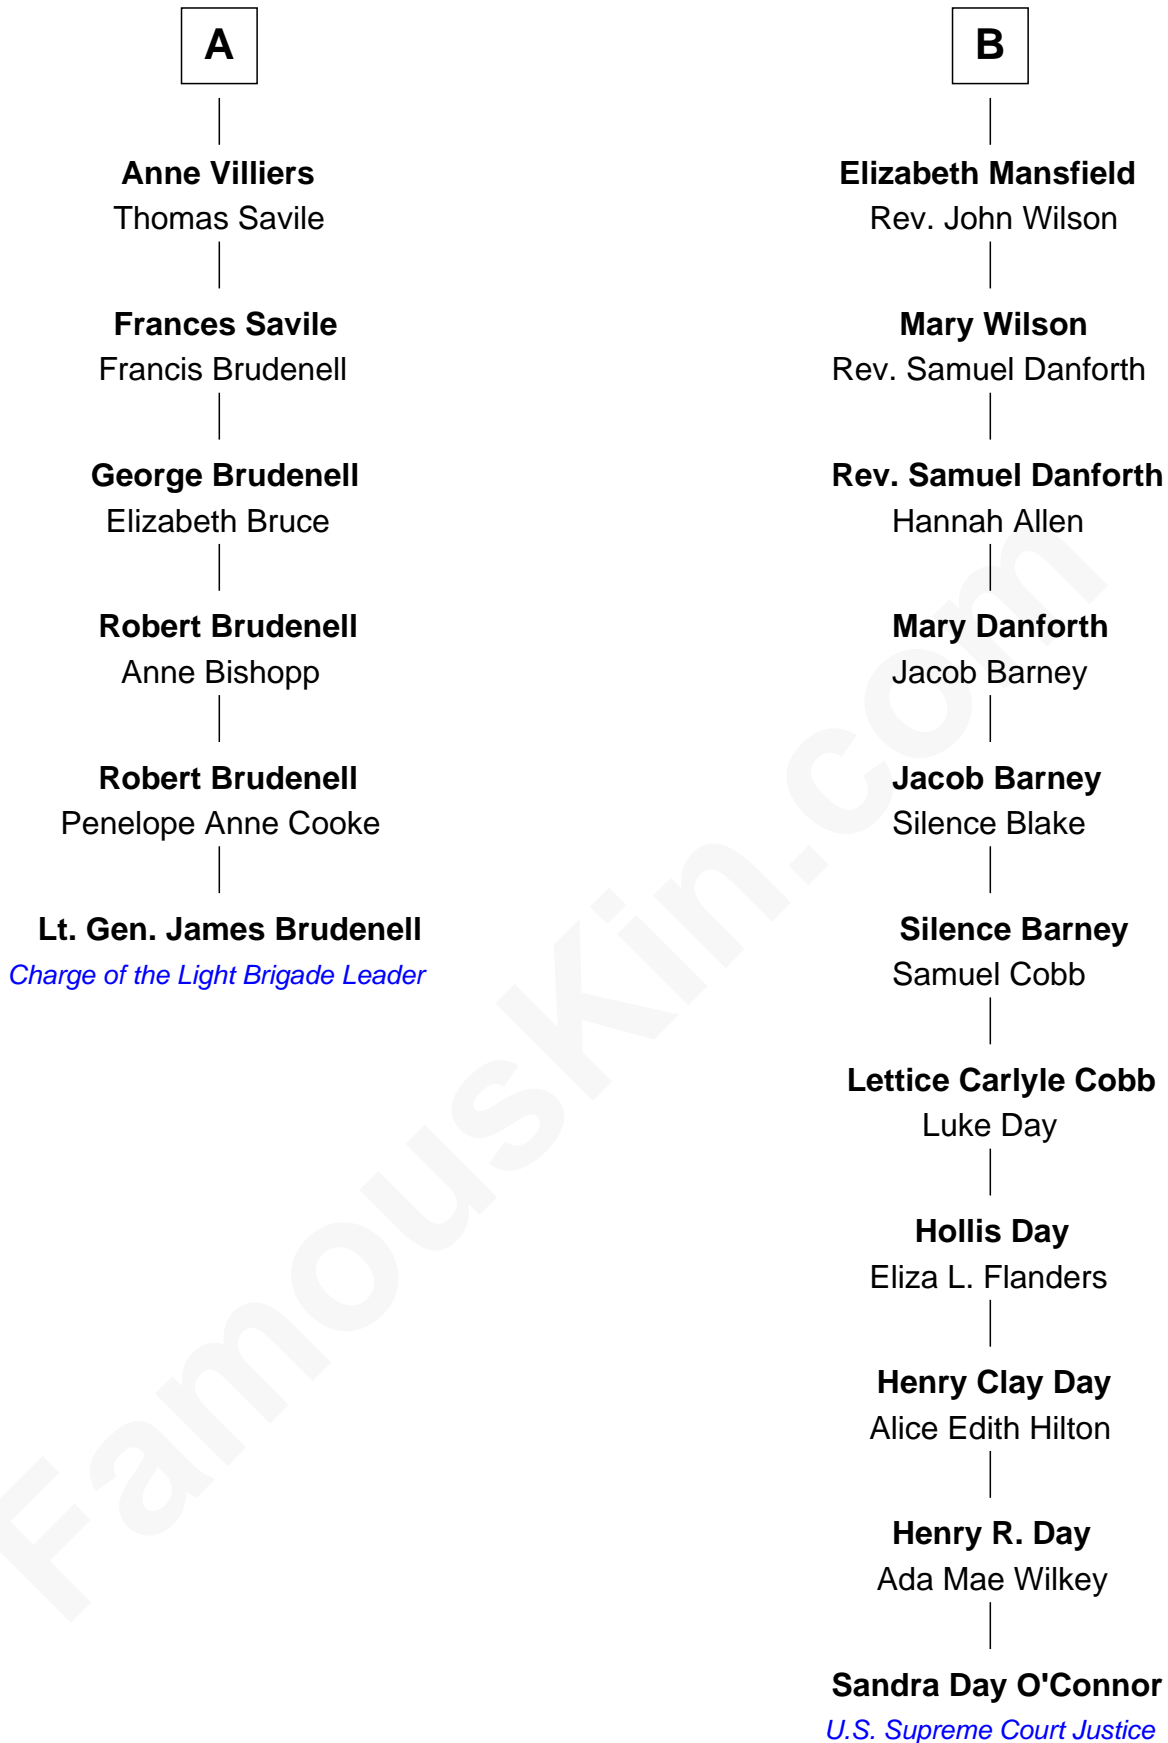 A
Anne Villiers
Thomas Savile
Frances Savile
Francis Brudenell
George Brudenell
Elizabeth Bruce
Robert Brudenell
Anne Bishopp
Robert Brudenell
Penelope Anne Cooke
Lt. Gen. James Brudenell
Charge of the Light Brigade Leader
B
Elizabeth Mansfield
Rev. John Wilson
Mary Wilson
Rev. Samuel Danforth
Rev. Samuel Danforth
Hannah Allen
Mary Danforth
Jacob Barney
Jacob Barney
Silence Blake
Silence Barney
Samuel Cobb
Lettice Carlyle Cobb
Luke Day
Hollis Day
Eliza L. Flanders
Henry Clay Day
Alice Edith Hilton
Henry R. Day
Ada Mae Wilkey
Sandra Day O'Connor
U.S. Supreme Court Justice
FamousKin.com